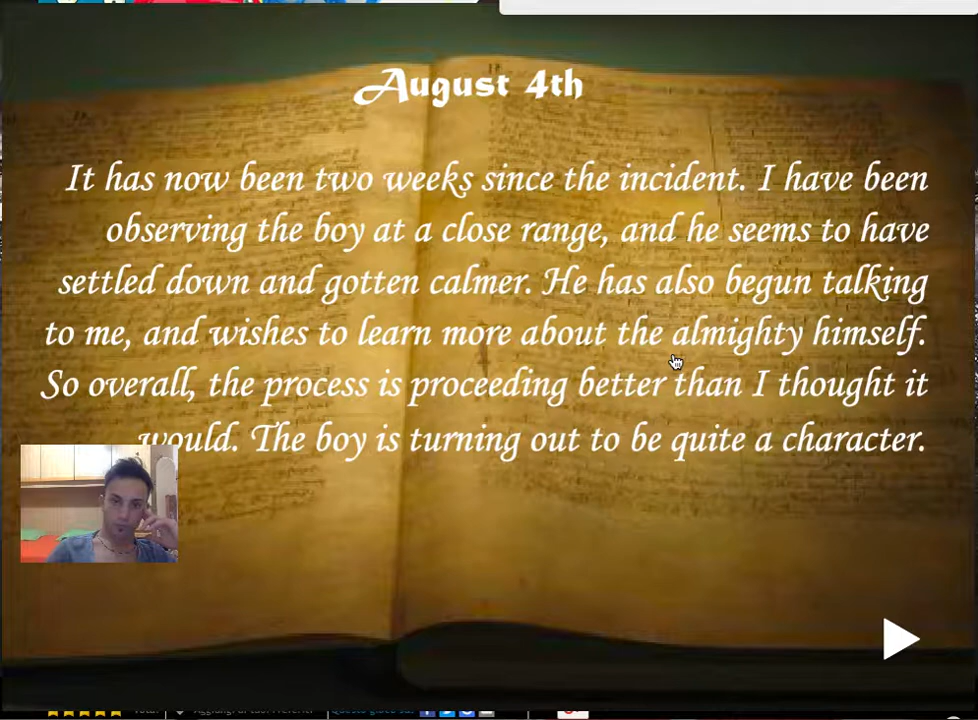 August 4th
It has now been two weeks since the incident. I have been
observing the boy at a close range, and he seems to have
settled down and gotten calmer. He has also begun talking
to me, and wishes to learn more about the almighty himself.
So overall, the process is proceeding better than I thought it
would. The boy is turning out to be quite a character.